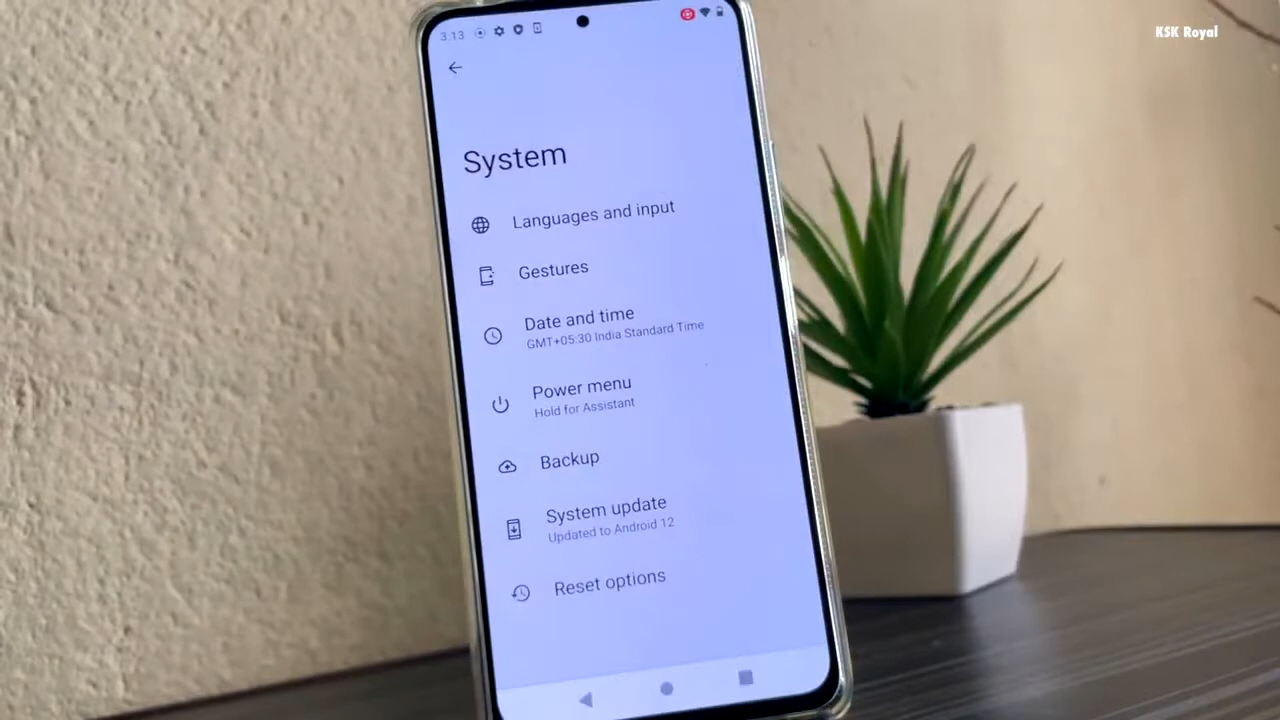 KSK Royal
3:13
System
Languages and input
Gestures
Date and time
GMT+05:30 India Standard Time
Power menu
Hold for Assistant
Backup
System update
Updated to Android 12
Reset options